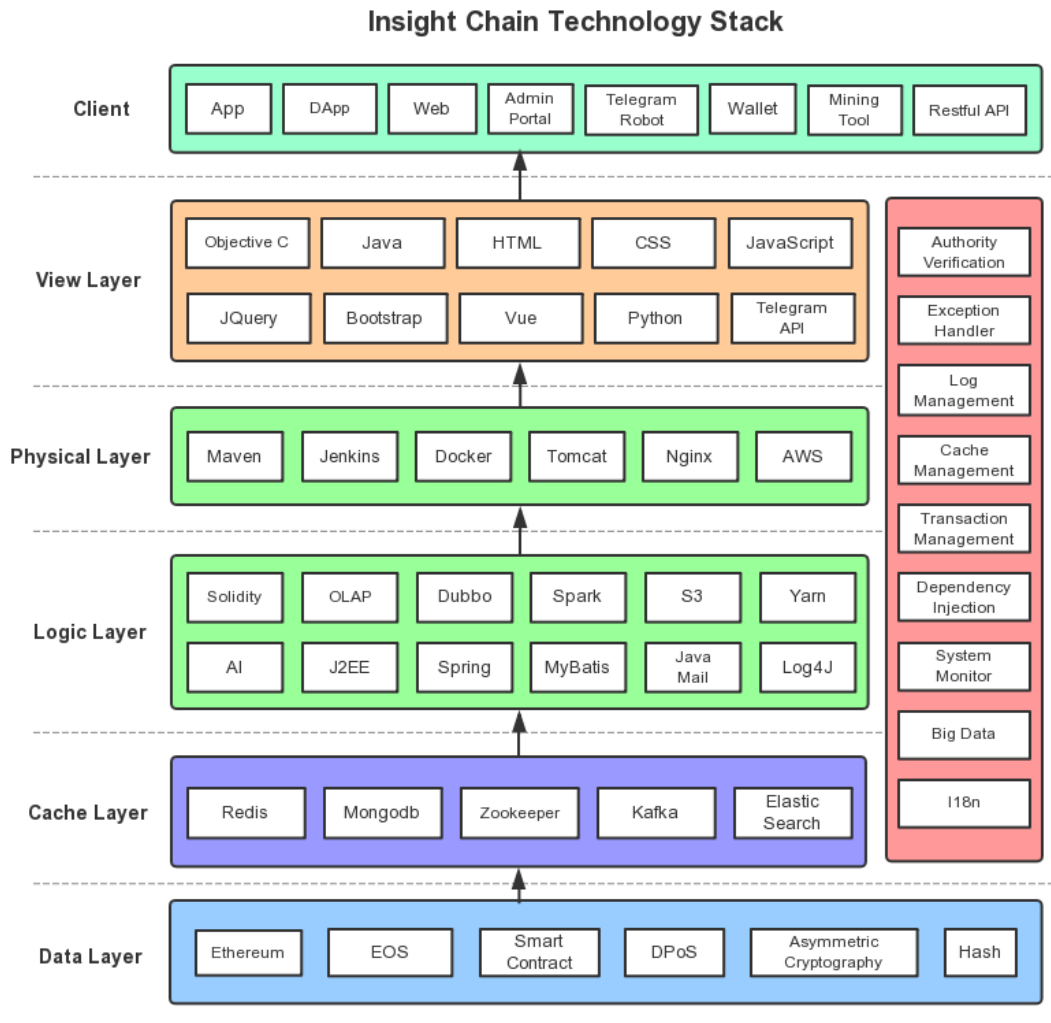 Insight Chain Technology Stack
Client
App
DApp
Web
Admin
Portal
Telegram
Robot
Wallet
Mining
Tool
Restful API
View Layer
Objective C
Java
HTML
CSS
JavaScript
JQuery
Bootstrap
Vue
Python
Telegram
API
Physical Layer
Maven
Jenkins
Docker
Tomcat
Nginx
AWS
Logic Layer
Solidity
OLAP
Dubbo
Spark
S3
Yarn
AI
J2EE
Spring
MyBatis
Java
Mail
Log4J
Cache Layer
Redis
Mongodb
Zookeeper
Kafka
Elastic
Search
Authority
Verification
Exception
Handler
Log
Management
Cache
Management
Transaction
Management
Dependency
Injection
System
Monitor
Big Data
I18n
Data Layer
Ethereum
EOS
Smart
Contract
DPoS
Asymmetric
Cryptography
Hash